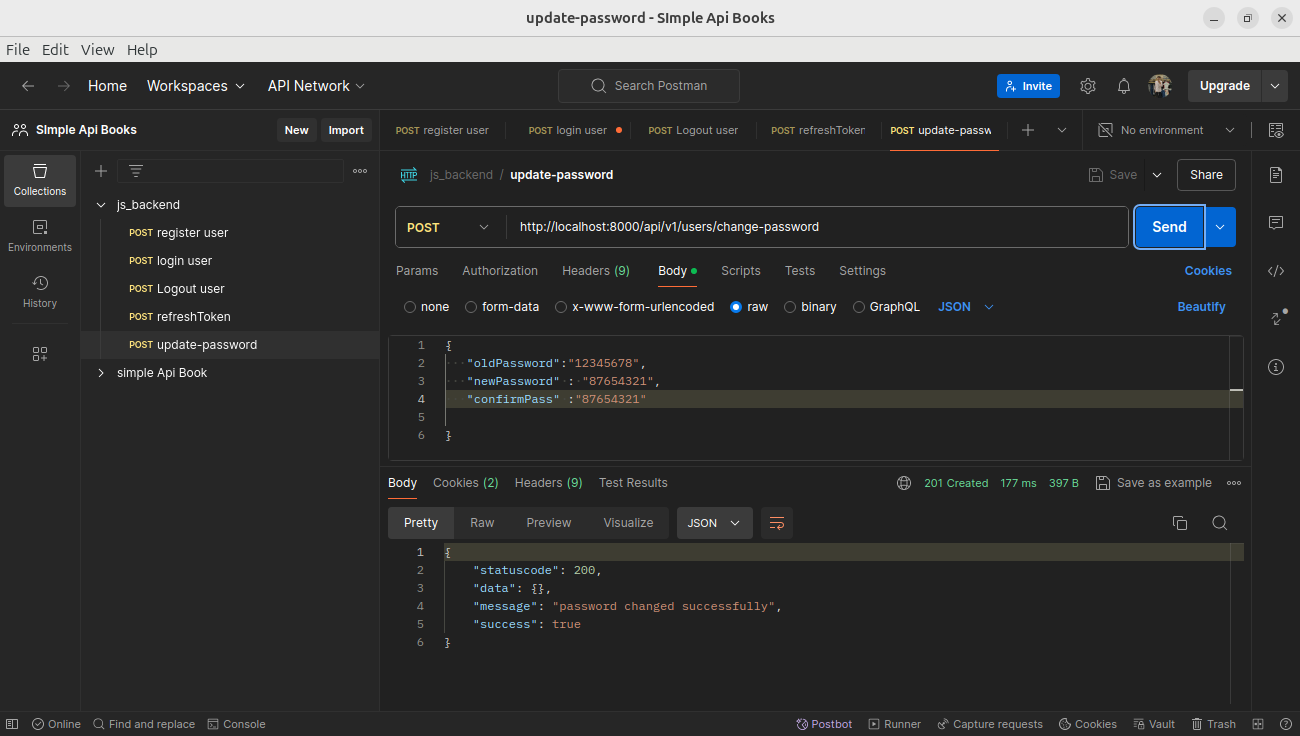 update-password - SImple Api Books
File Edit View Help
Home Workspaces API Network Search Postman Invite Upgrade
SImple Api Books New Import
POST register user POST login user POST Logout user POST refreshToken POST update-passw No environment
Collections
Environments
History
js_backend
POST register user
POST login user
POST Logout user
POST refreshToken
POST update-password
simple Api Book
HTTP js_backend / update-password Save Share
POST http://localhost:8000/api/v1/users/change-password Send
Params Authorization Headers (9) Body Scripts Tests Settings Cookies
none form-data x-www-form-urlencoded raw binary GraphQL JSON Beautify
1 {
2 "oldPassword":"12345678",
3 "newPassword" : "87654321",
4 "confirmPass" :"87654321"
5
6 }
Body Cookies (2) Headers (9) Test Results 201 Created 177 ms 397 B Save as example
Pretty Raw Preview Visualize JSON
1 {
2 "statuscode": 200,
3 "data": {},
4 "message": "password changed successfully",
5 "success": true
6 }
Online Find and replace Console Postbot Runner Capture requests Cookies Vault Trash